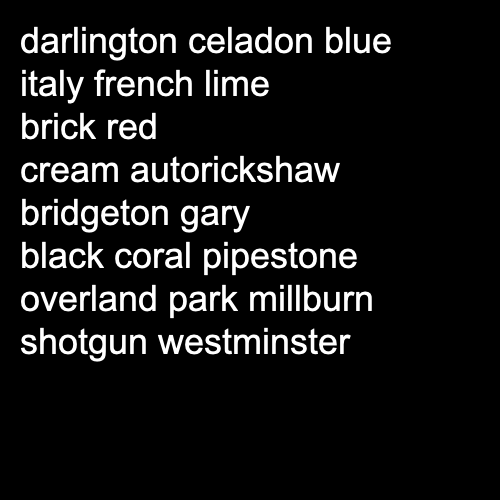 darlington celadon blue
italy french lime
brick red
cream autorickshaw
bridgeton gary
black coral pipestone
overland park millburn
shotgun westminster